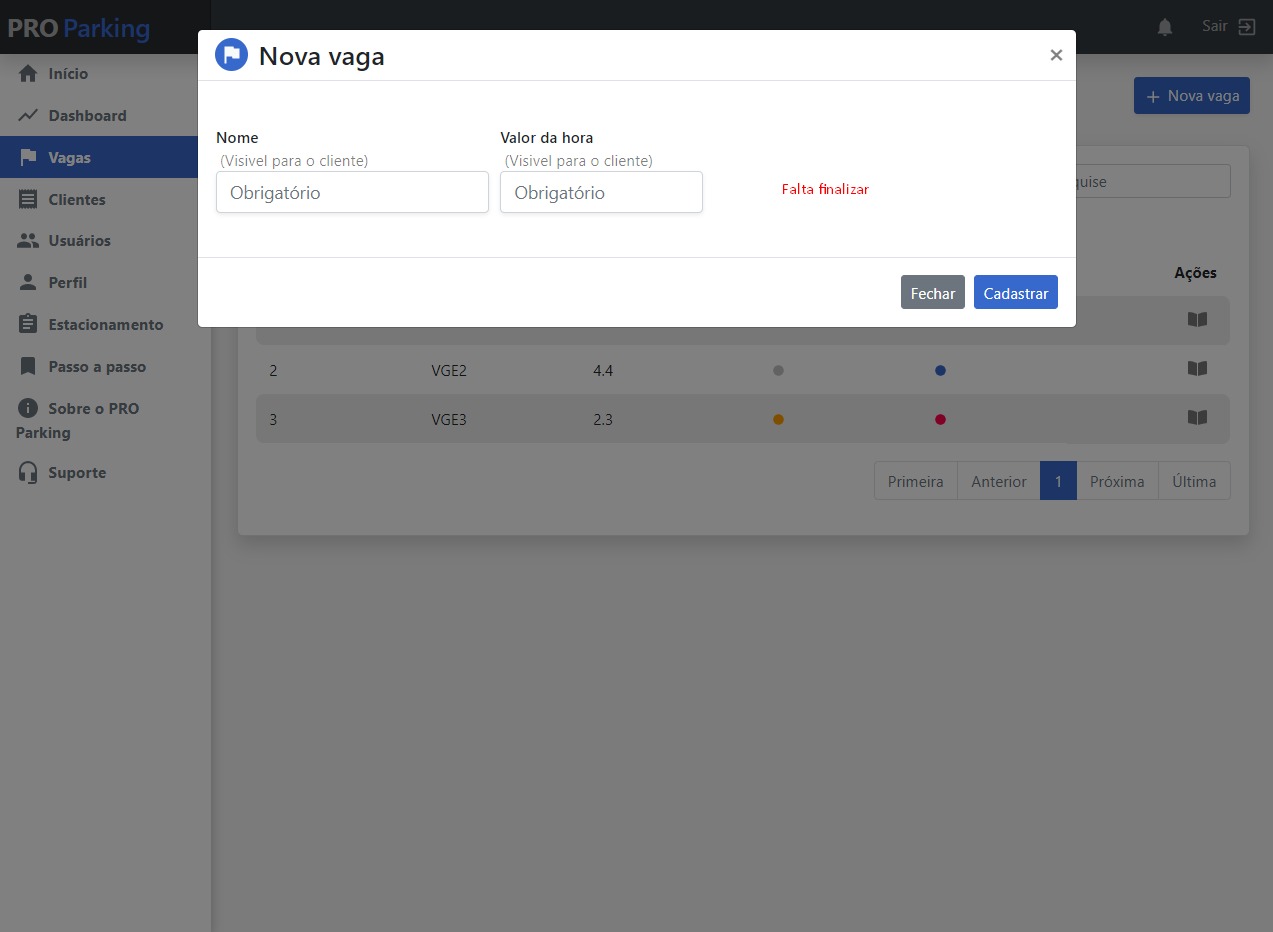 PRO Parking
Sair
Nova vaga
×
Início
Dashboard
Vagas
Clientes
Usuários
Perfil
Estacionamento
Passo a passo
Sobre o PRO
Parking
Suporte
+ Nova vaga
Nome
(Visivel para o cliente)
Obrigatório
Valor da hora
(Visivel para o cliente)
Obrigatório
Falta finalizar
Fechar
Cadastrar
Ações
2 VGE2 4.4
3 VGE3 2.3
Primeira Anterior 1 Próxima Última